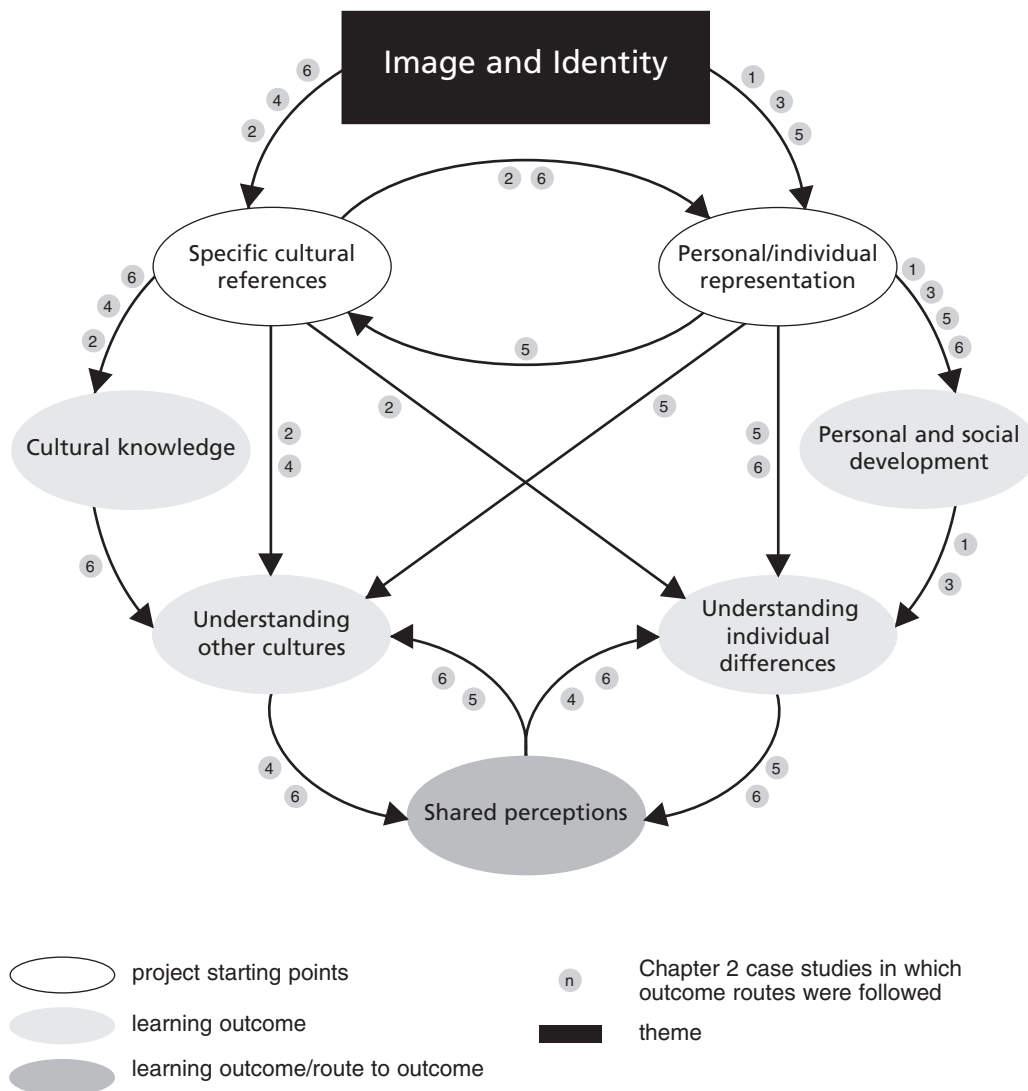 Image and Identity
6
4
2
1
3
5
2 6
Specific cultural
references
Personal/individual
representation
6
4
2
1
3
5
6
5
2
5
Cultural knowledge
2
4
5
6
Personal and social
development
6
1
3
Understanding
other cultures
Understanding
individual
differences
6
5
4 6
4
6
5
6
Shared perceptions
project starting points
learning outcome
learning outcome/route to outcome
n
Chapter 2 case studies in which
outcome routes were followed
theme